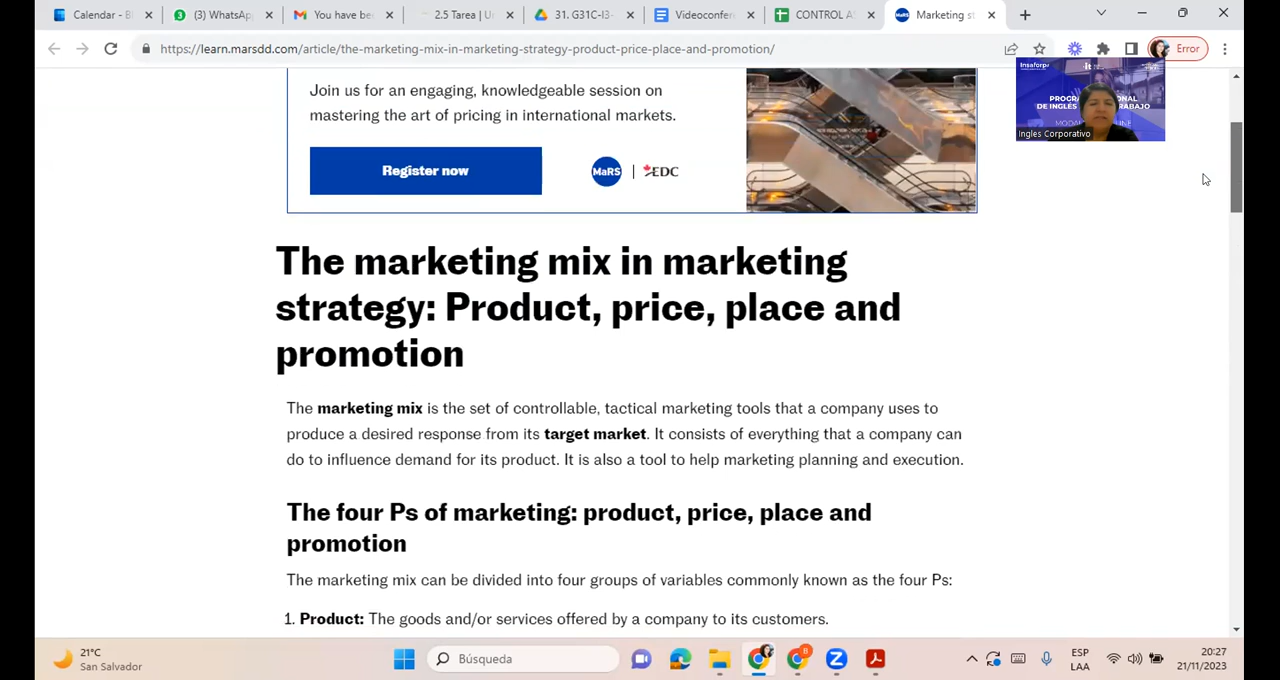 Calendar - B
(3) WhatsApp
You have be
2.5 Tarea | U
31. G31C-I3-
Videoconfer
CONTROL A
Marketing st
https://learn.marsdd.com/article/the-marketing-mix-in-marketing-strategy-product-price-place-and-promotion/
Error
Join us for an engaging, knowledgeable session on
mastering the art of pricing in international markets.
Register now
MaRS | EDC
Insaforp
PROGR
DE INGLÉS
TRABAJO
Ingles Corporativo
The marketing mix in marketing
strategy: Product, price, place and
promotion
The marketing mix is the set of controllable, tactical marketing tools that a company uses to
produce a desired response from its target market. It consists of everything that a company can
do to influence demand for its product. It is also a tool to help marketing planning and execution.
The four Ps of marketing: product, price, place and
promotion
The marketing mix can be divided into four groups of variables commonly known as the four Ps:
1. Product: The goods and/or services offered by a company to its customers.
21°C
San Salvador
Búsqueda
ESP
LAA
20:27
21/11/2023